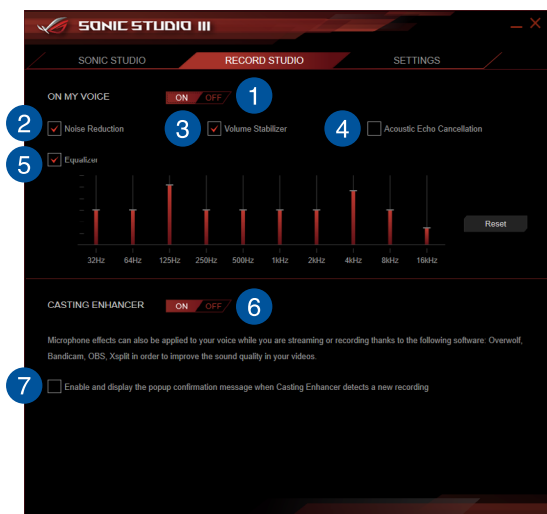 SONIC STUDIO III
SONIC STUDIO RECORD STUDIO SETTINGS
ON MY VOICE ON OFF 1
2 Noise Reduction 3 Volume Stabilizer 4 Acoustic Echo Cancellation
5 Equalizer
Reset
32Hz 64Hz 125Hz 250Hz 500Hz 1kHz 2kHz 4kHz 8kHz 16kHz
CASTING ENHANCER ON OFF 6
Microphone effects can also be applied to your voice while you are streaming or recording thanks to the following software: Overwolf,
Bandicam, OBS, Xsplit in order to improve the sound quality in your videos.
7 Enable and display the popup confirmation message when Casting Enhancer detects a new recording